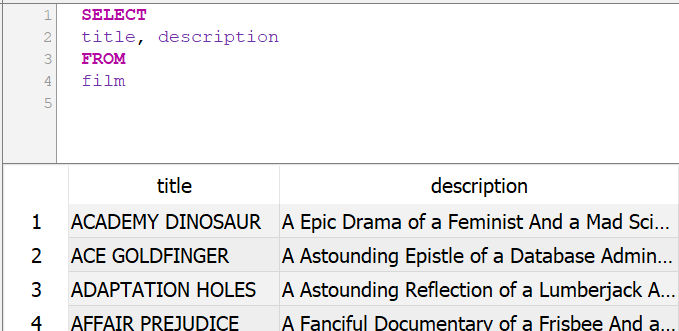 1 SELECT
2 title, description
3 FROM
4 film
5
title description
1 ACADEMY DINOSAUR A Epic Drama of a Feminist And a Mad Sci...
2 ACE GOLDFINGER A Astounding Epistle of a Database Admin...
3 ADAPTATION HOLES A Astounding Reflection of a Lumberjack A...
4 AFFAIR PREJUDICE A Fanciful Documentary of a Frisbee And a...